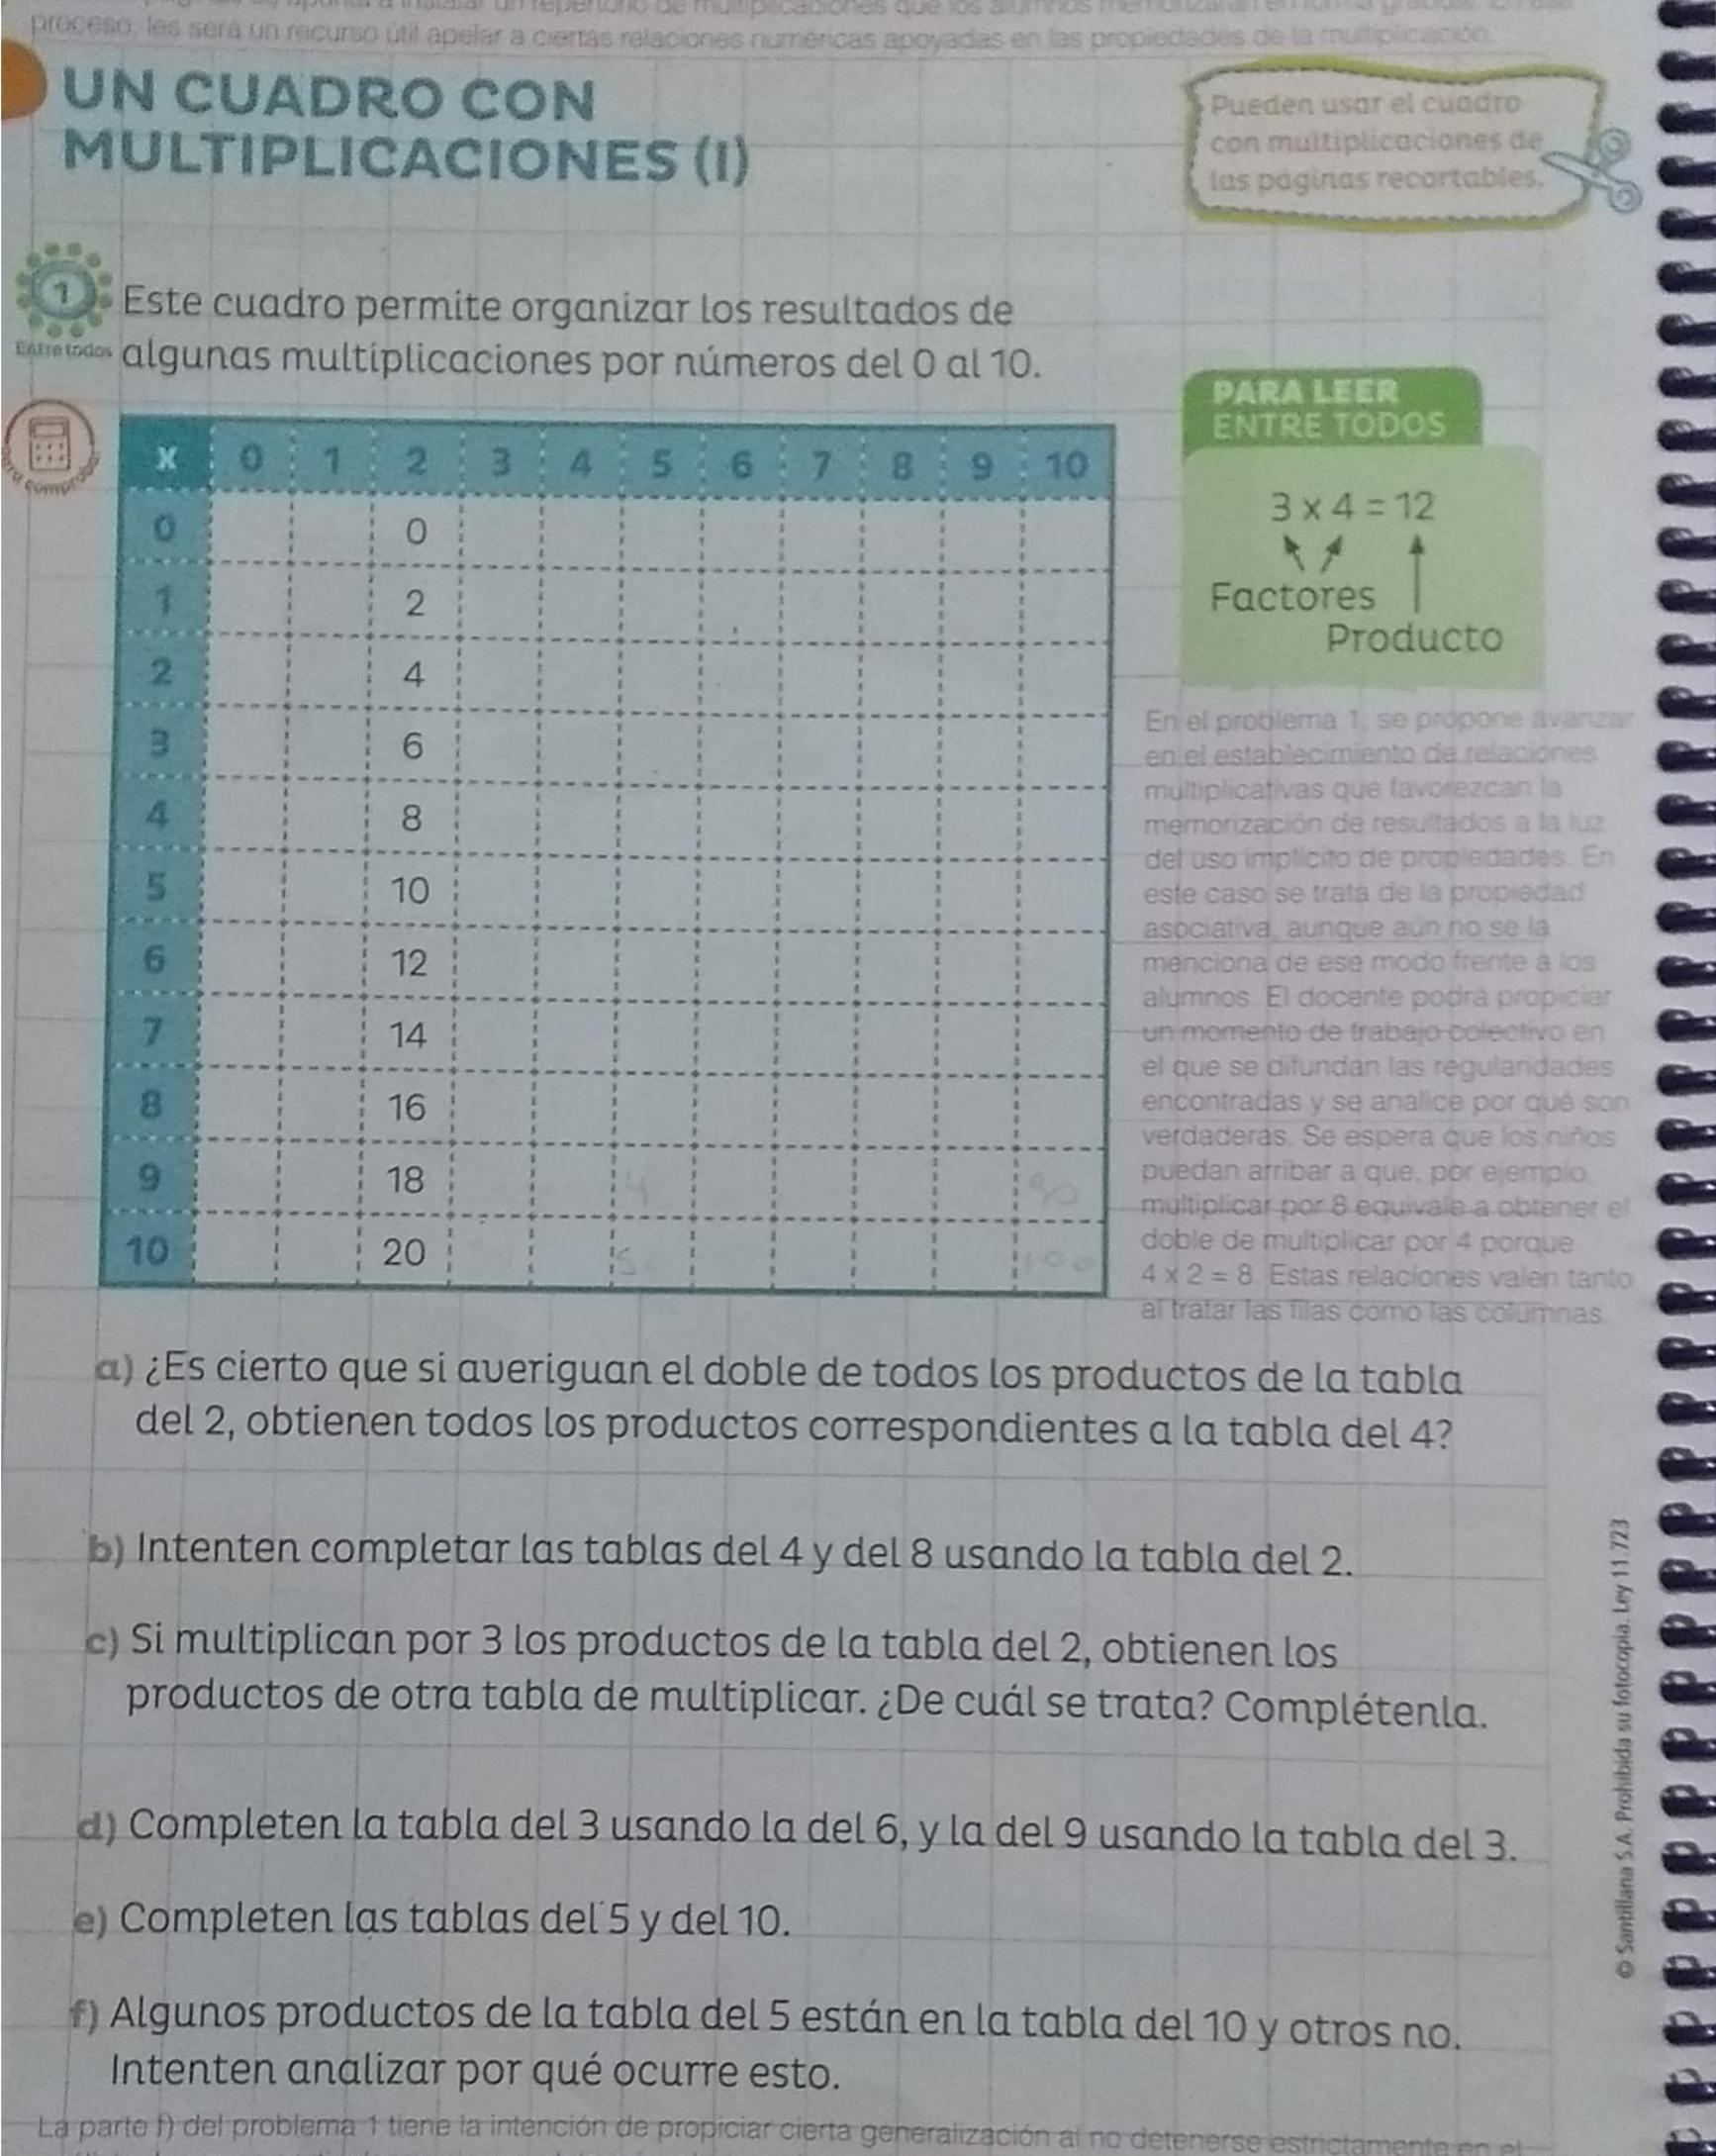 proceso, les será un recurso útil apelar a ciertas relaciones numéricas apoyadas en las propiedades de la multiplicación.
UN CUADRO CON
MULTIPLICACIONES (I)
Pueden usar el cuadro
con multiplicaciones de
las páginas recortables.
1 Este cuadro permite organizar los resultados de
Entre todos algunas multiplicaciones por números del 0 al 10.
x 0 1 2 3 4 5 6 7 8 9 10
0 0
1 2
2 4
3 6
4 8
5 10
6 12
7 14
8 16
9 18 4 90
10 20 5 100
PARA LEER
ENTRE TODOS
3 x 4 = 12
Factores
Producto
En el problema 1, se propone avanzar
en el establecimiento de relaciones
multiplicativas que favorezcan la
memorización de resultados a la luz
del uso implícito de propiedades. En
este caso se trata de la propiedad
asociativa, aunque aún no se la
menciona de ese modo frente a los
alumnos. El docente podrá propiciar
un momento de trabajo colectivo en
el que se difundan las regularidades
encontradas y se analice por qué son
verdaderas. Se espera que los niños
puedan arribar a que, por ejemplo,
multiplicar por 8 equivale a obtener el
doble de multiplicar por 4 porque
4 x 2 = 8. Estas relaciones valen tanto
al tratar las filas como las columnas.
a) ¿Es cierto que si averiguan el doble de todos los productos de la tabla
del 2, obtienen todos los productos correspondientes a la tabla del 4?
b) Intenten completar las tablas del 4 y del 8 usando la tabla del 2.
c) Si multiplican por 3 los productos de la tabla del 2, obtienen los
productos de otra tabla de multiplicar. ¿De cuál se trata? Complétenla.
d) Completen la tabla del 3 usando la del 6, y la del 9 usando la tabla del 3.
e) Completen las tablas del 5 y del 10.
f) Algunos productos de la tabla del 5 están en la tabla del 10 y otros no.
Intenten analizar por qué ocurre esto.
© Santillana S.A. Prohibida su fotocopia. Ley 11.723
La parte f) del problema 1 tiene la intención de propiciar cierta generalización al no detenerse estrictamente en el